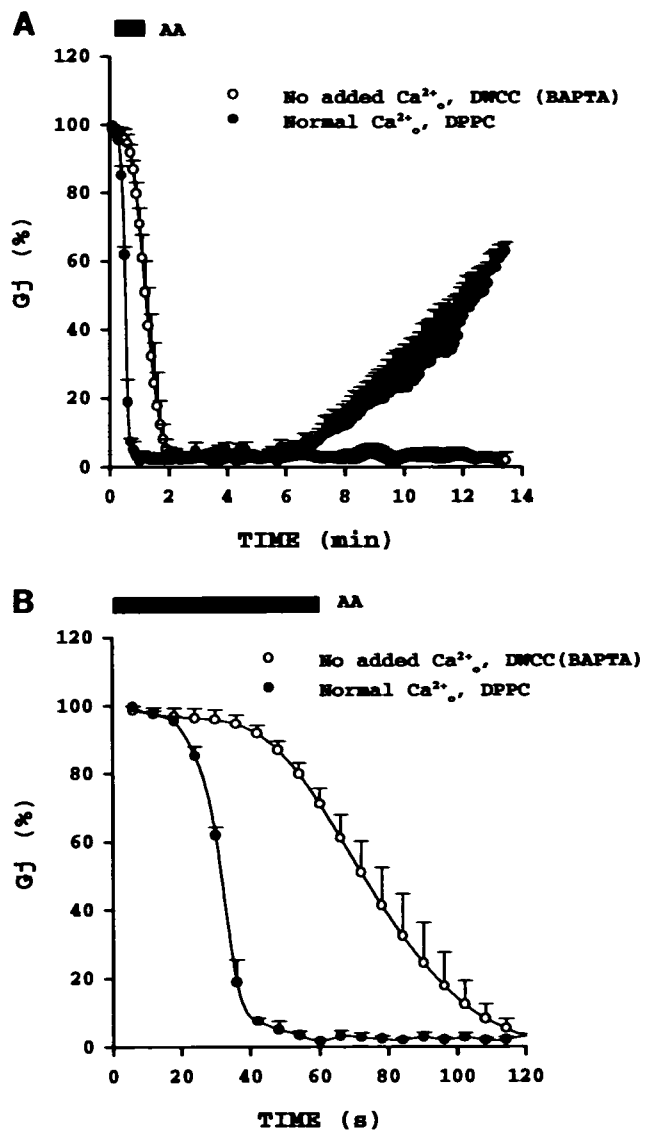 A
AA
120
No added Ca²⁺ₒ, DWCC (BAPTA)
Normal Ca²⁺ₒ, DPPC
100
80
60
40
20
0
Gj (%)
0 2 4 6 8 10 12 14
TIME (min)
B
AA
120
No added Ca²⁺ₒ, DWCC(BAPTA)
Normal Ca²⁺ₒ, DPPC
100
80
60
40
20
0
Gj (%)
0 20 40 60 80 100 120
TIME (s)